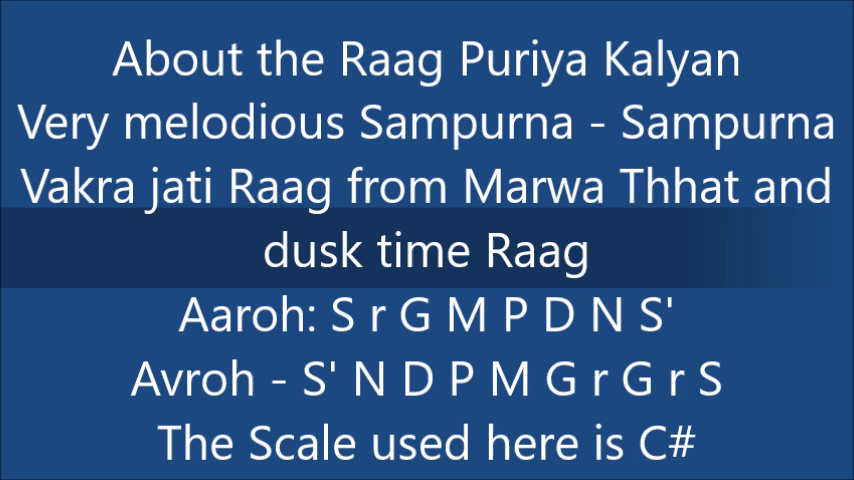 About the Raag Puriya Kalyan
Very melodious Sampurna - Sampurna
Vakra jati Raag from Marwa Thhat and
dusk time Raag
Aaroh: S r G M P D N S'
Avroh - S' N D P M G r G r S
The Scale used here is C#